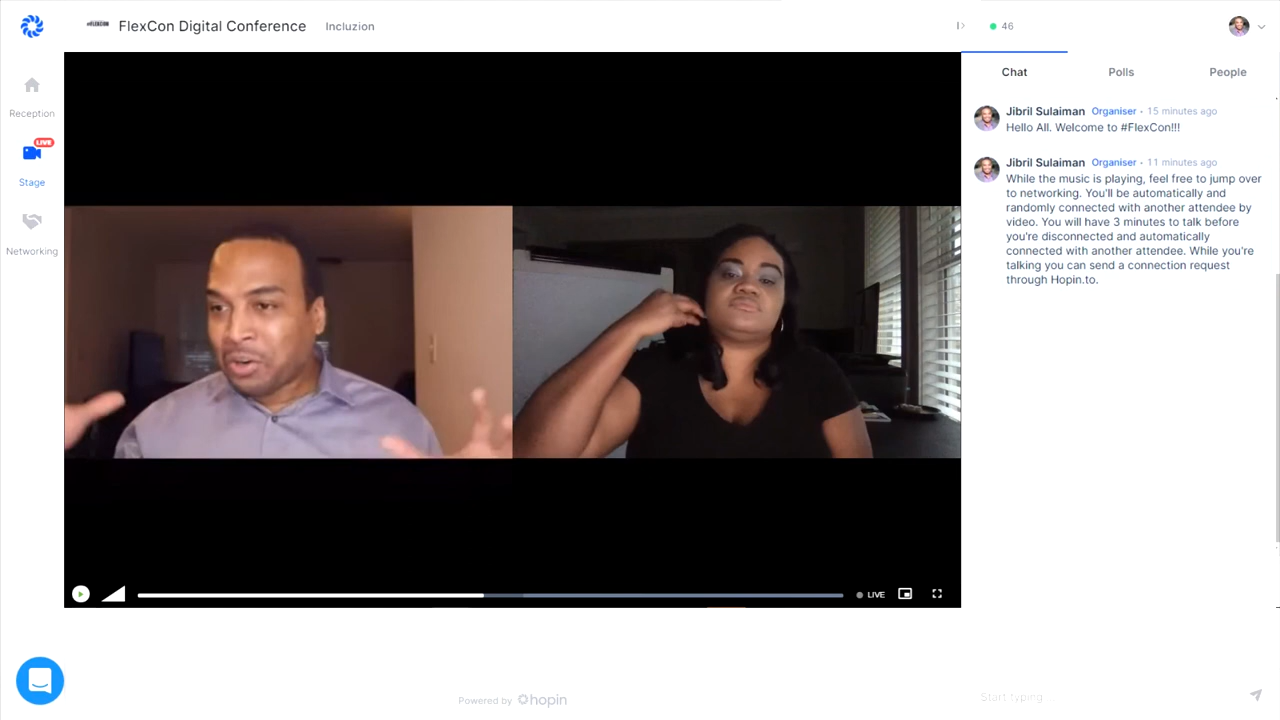 #FLEXCON FlexCon Digital Conference Incluzion
46
Reception
LIVE
Stage
Networking
Chat Polls People
Jibril Sulaiman Organiser • 15 minutes ago
Hello All. Welcome to #FlexCon!!!
Jibril Sulaiman Organiser • 11 minutes ago
While the music is playing, feel free to jump over
to networking. You'll be automatically and
randomly connected with another attendee by
video. You will have 3 minutes to talk before
you're disconnected and automatically
connected with another attendee. While you're
talking you can send a connection request
through Hopin.to.
LIVE
Powered by hopin
Start typing